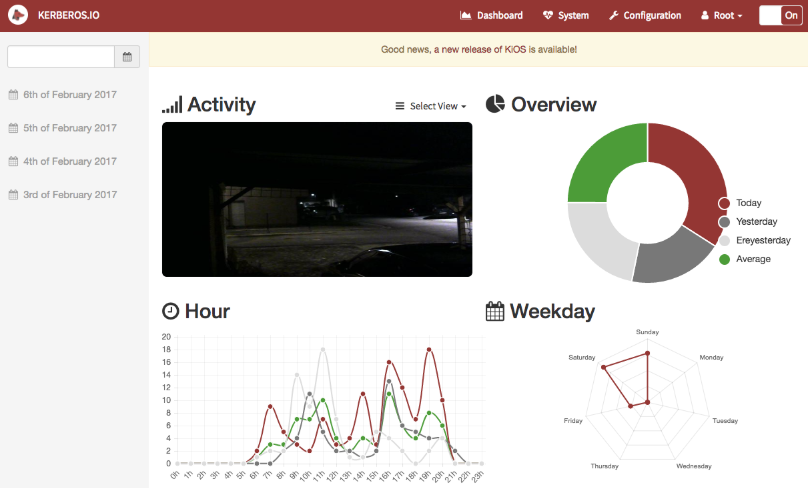 KERBEROS.IO
Dashboard
System
Configuration
Root
On
Good news, a new release of KiOS is available!
6th of February 2017
5th of February 2017
4th of February 2017
3rd of February 2017
Activity
Select View
Overview
Today
Yesterday
Ereyesterday
Average
Hour
20
18
16
14
12
10
8
6
4
2
0
0h 1h 2h 3h 4h 5h 6h 7h 8h 9h 10h 11h 12h 13h 14h 15h 16h 17h 18h 19h 20h 21h 22h 23h
Weekday
Sunday
Monday
Tuesday
Wednesday
Thursday
Friday
Saturday